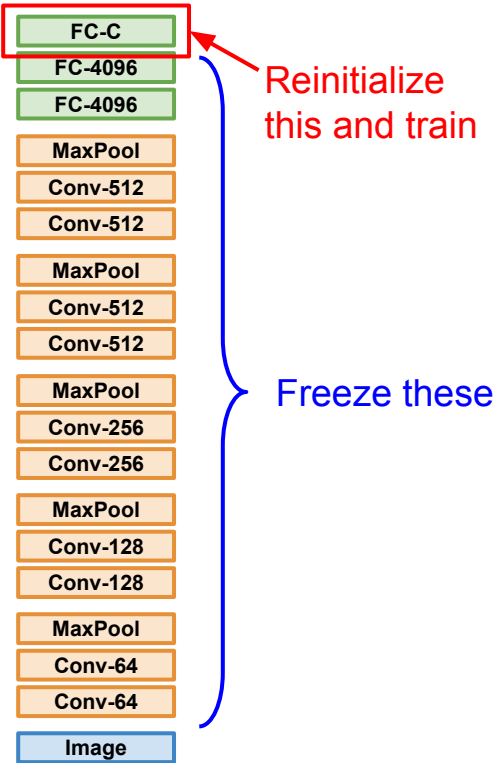 FC-C
FC-4096
FC-4096
Reinitialize
this and train
MaxPool
Conv-512
Conv-512
MaxPool
Conv-512
Conv-512
MaxPool
Conv-256
Conv-256
Freeze these
MaxPool
Conv-128
Conv-128
MaxPool
Conv-64
Conv-64
Image